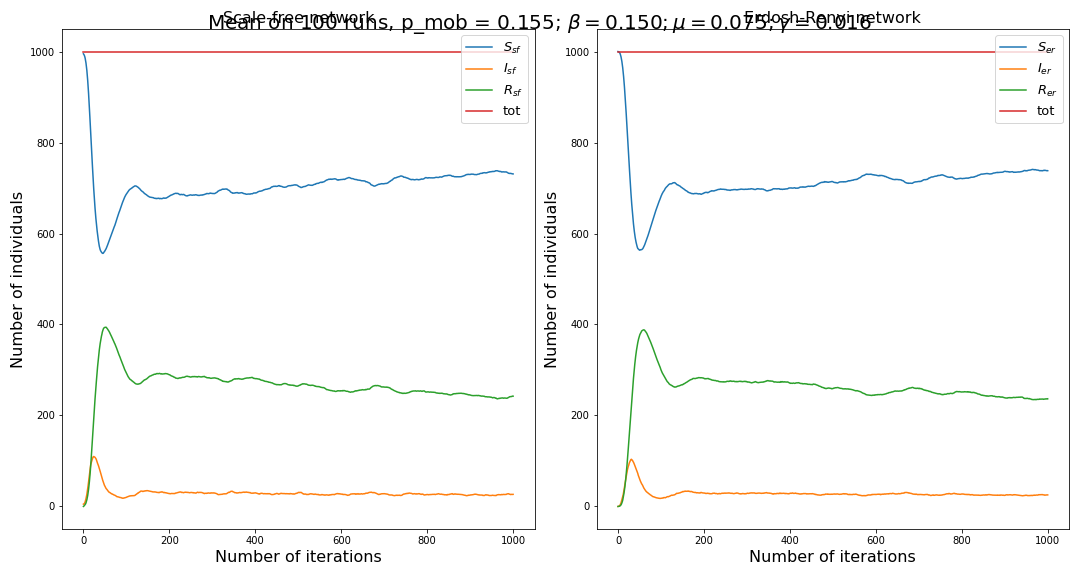 Mean on 100 runs, p_mob = 0.155; β = 0.150; μ = 0.075; γ = 0.016
Scale-free network
Erdosh-Renyi network
1000
800
600
400
200
0
Number of individuals
S_sf
I_sf
R_sf
tot
0 200 400 600 800 1000
Number of iterations
1000
800
600
400
200
0
Number of individuals
S_er
I_er
R_er
tot
0 200 400 600 800 1000
Number of iterations